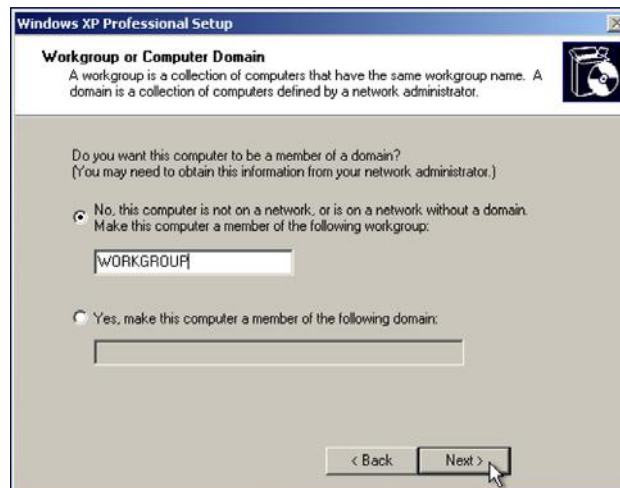 Windows XP Professional Setup
Workgroup or Computer Domain
A workgroup is a collection of computers that have the same workgroup name. A
domain is a collection of computers defined by a network administrator.
Do you want this computer to be a member of a domain?
(You may need to obtain this information from your network administrator.)
No, this computer is not on a network, or is on a network without a domain.
Make this computer a member of the following workgroup:
WORKGROUP
Yes, make this computer a member of the following domain:
< Back
Next >